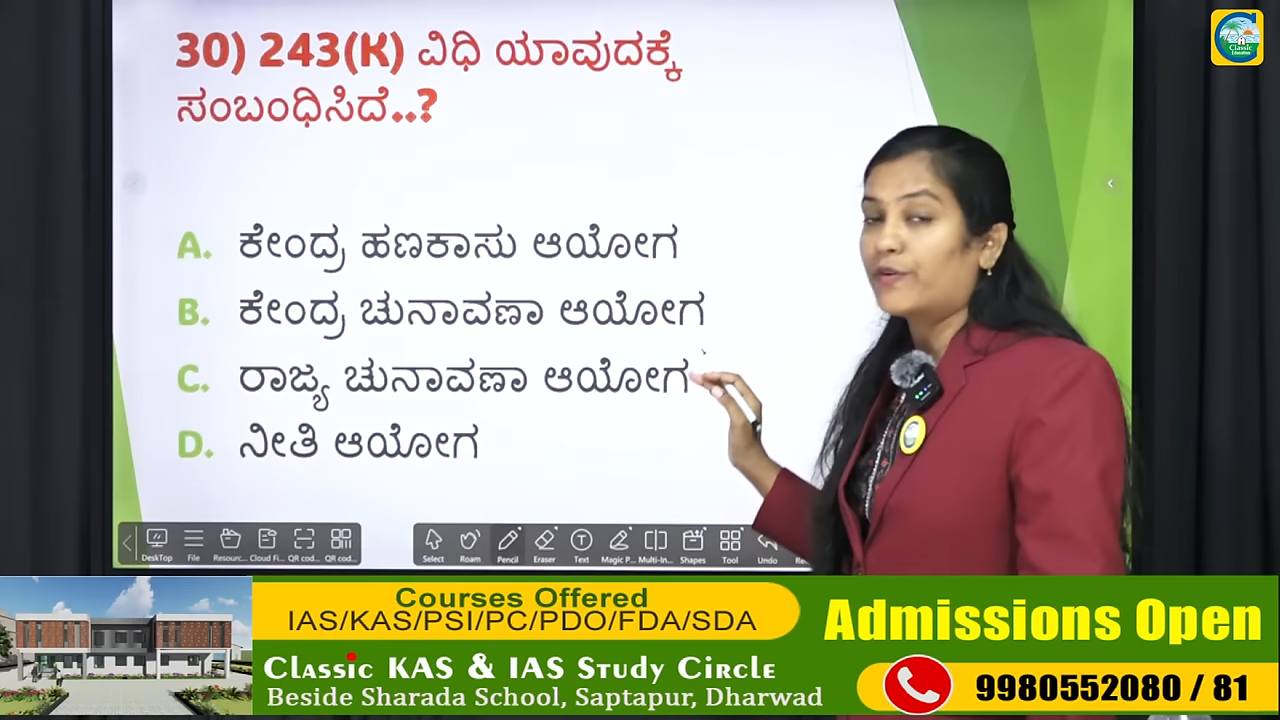 30) 243(K) ವಿಧಿ ಯಾವುದಕ್ಕೆ
ಸಂಬಂಧಿಸಿದೆ..?
A. ಕೇಂದ್ರ ಹಣಕಾಸು ಆಯೋಗ
B. ಕೇಂದ್ರ ಚುನಾವಣಾ ಆಯೋಗ
C. ರಾಜ್ಯ ಚುನಾವಣಾ ಆಯೋಗ
D. ನೀತಿ ಆಯೋಗ
Classic
Education
DeskTop File Resourc... Cloud Fi... QR cod... QR cod... Select Roam Pencil Eraser Text Magic P... Multi-In... Shapes Tool Undo
Courses Offered
IAS/KAS/PSI/PC/PDO/FDA/SDA
Classic KAS & IAS Study Circle
Beside Sharada School, Saptapur, Dharwad
Admissions Open
9980552080 / 81